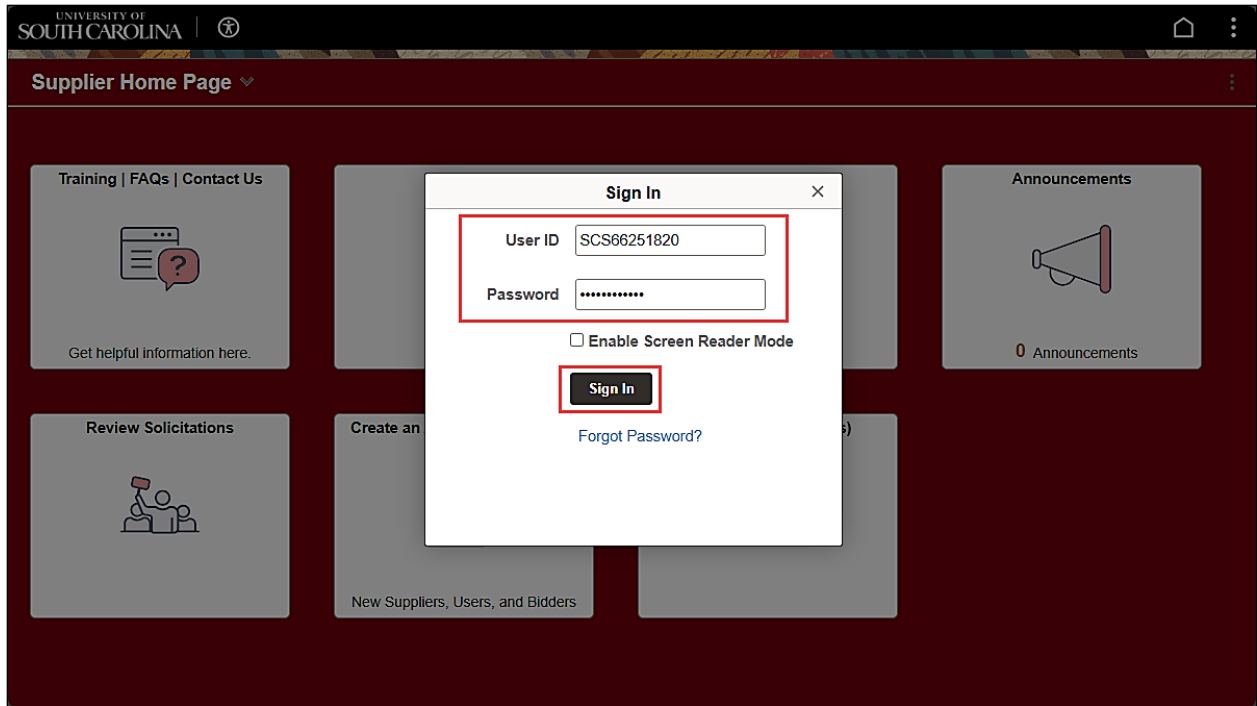 UNIVERSITY OF
SOUTH CAROLINA
Supplier Home Page
Training | FAQs | Contact Us
Get helpful information here.
Sign In
User ID SCS66251820
Password ••••••••••••
Enable Screen Reader Mode
Sign In
Forgot Password?
Announcements
0 Announcements
Review Solicitations
Create an
New Suppliers, Users, and Bidders
s)